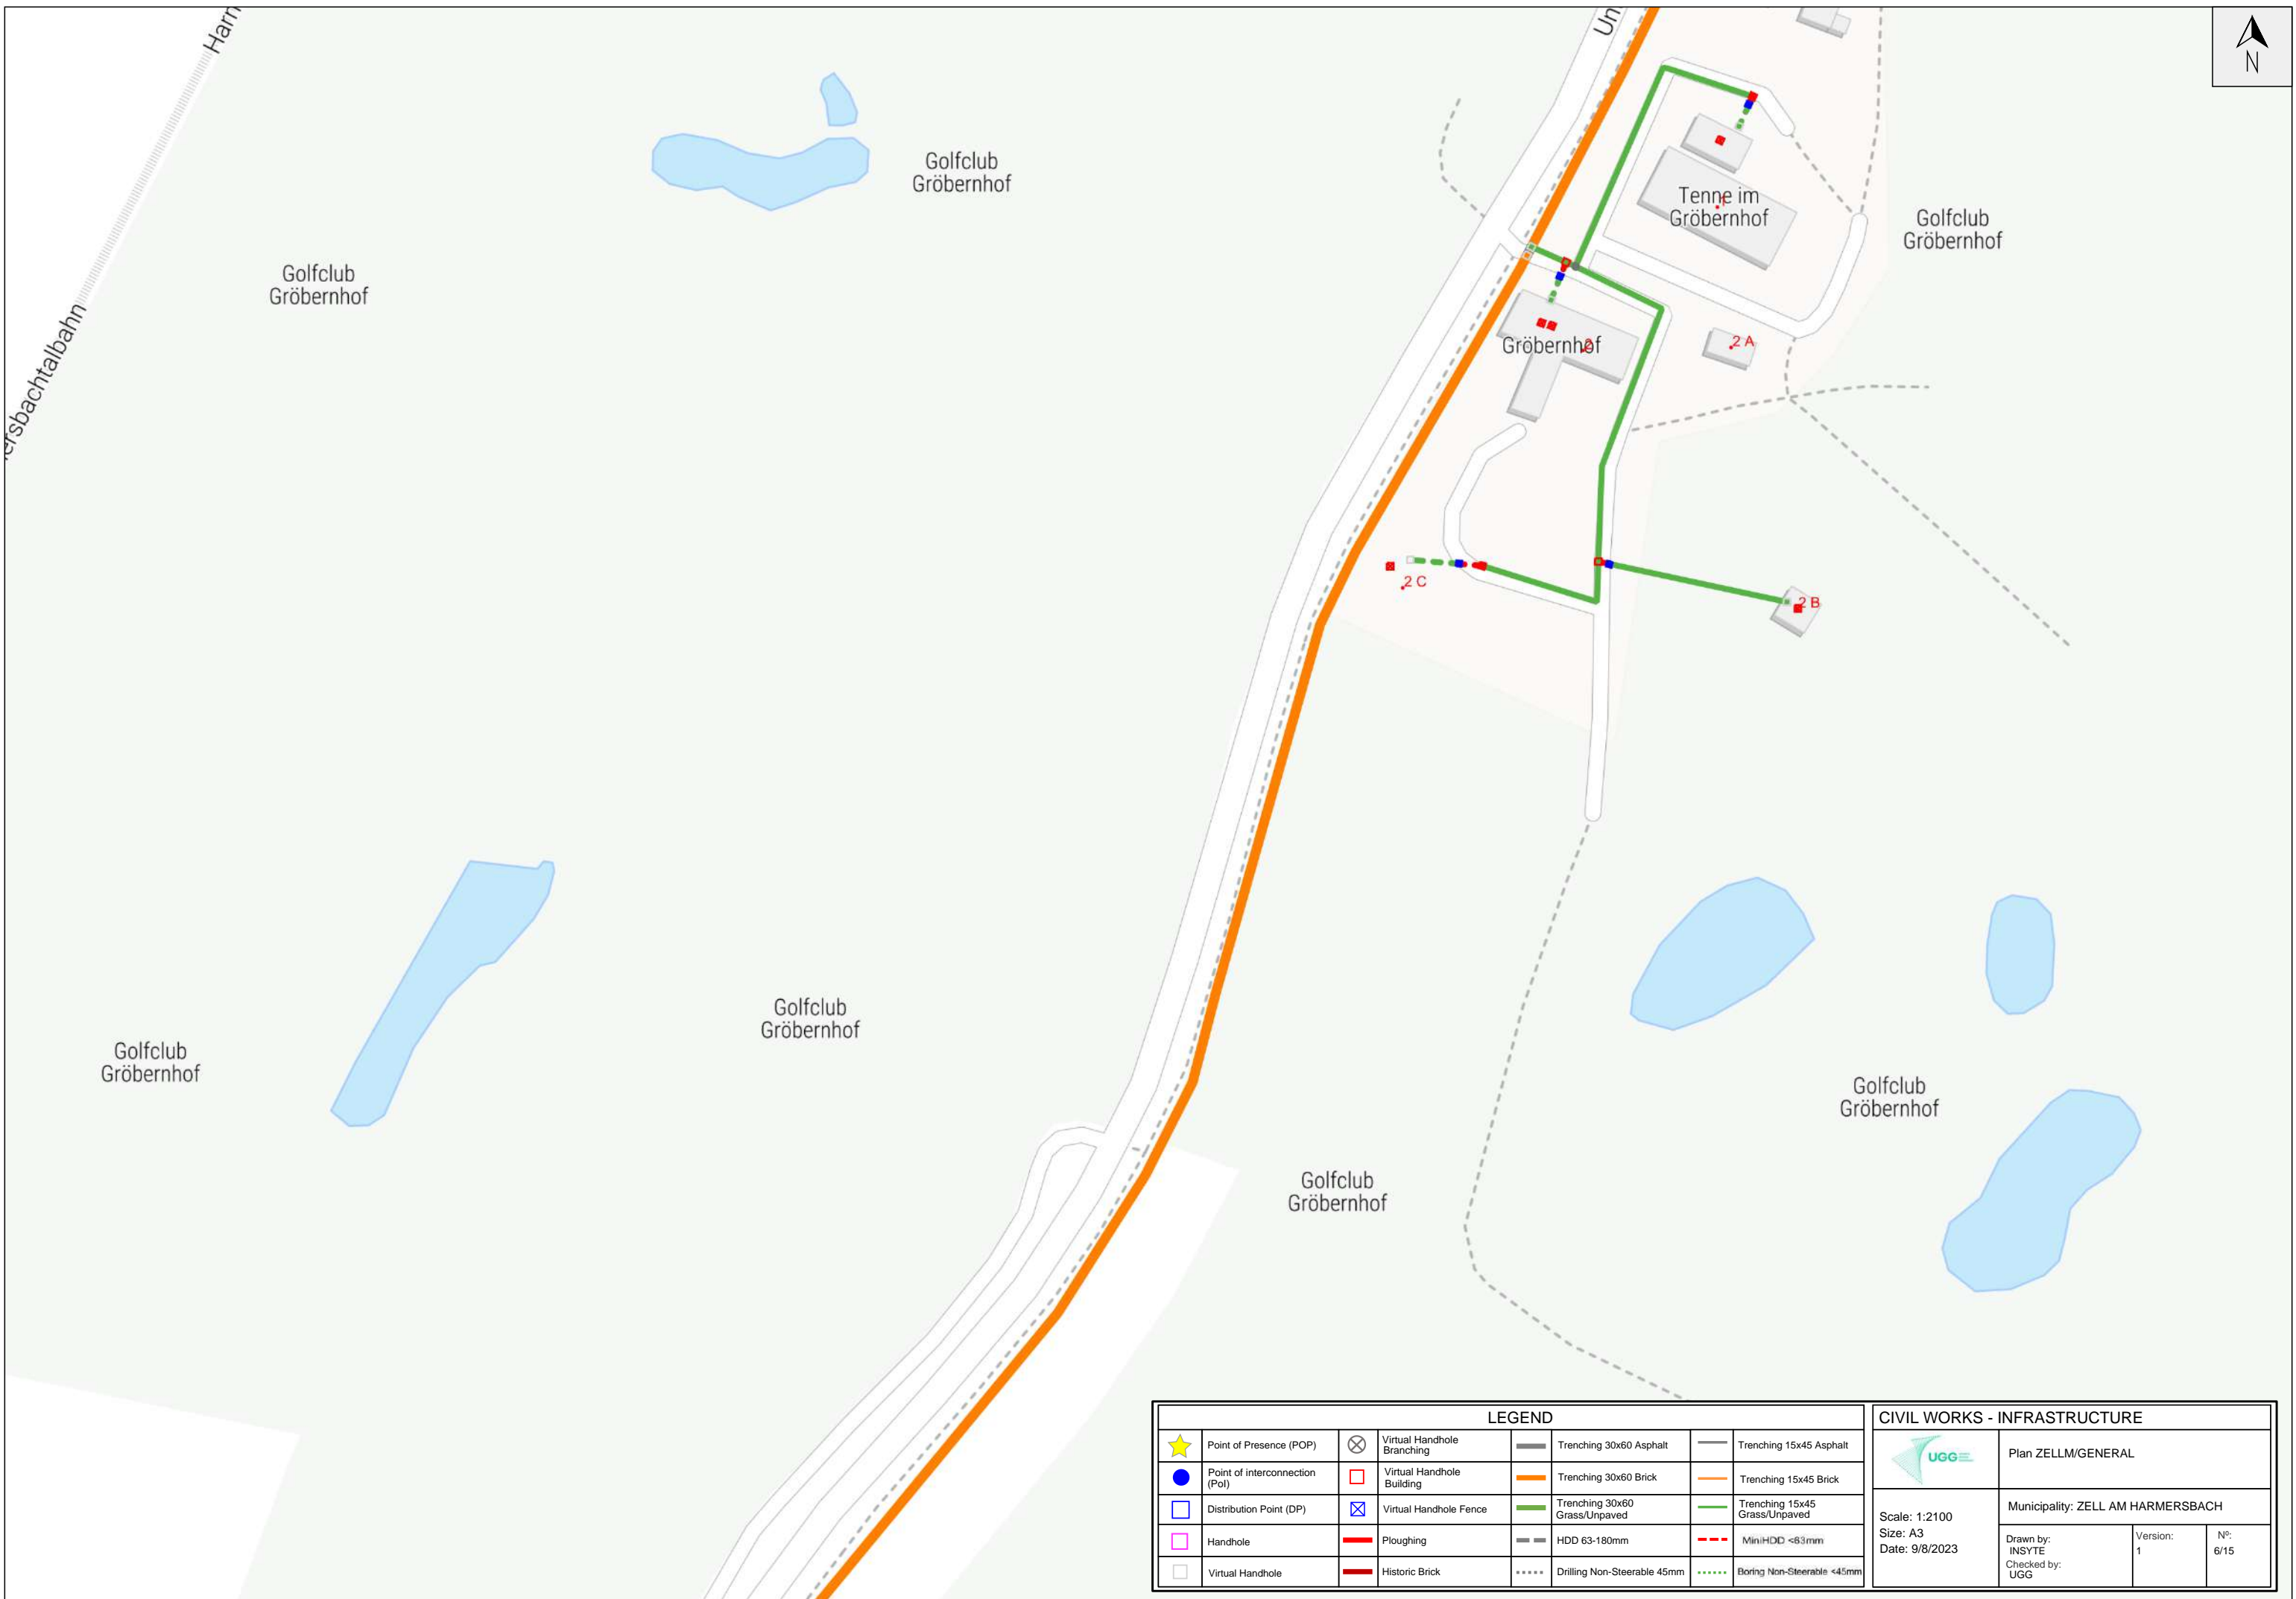 Harn
ersbachtalbahn
Un
N
Golfclub
Gröbernhof
Golfclub
Gröbernhof
Tenne im
Gröbernhof
1
Golfclub
Gröbernhof
Gröbernhof
2
2 A
2 C
2 B
Golfclub
Gröbernhof
Golfclub
Gröbernhof
Golfclub
Gröbernhof
Golfclub
Gröbernhof
LEGEND
Point of Presence (POP)
Virtual Handhole
Branching
Trenching 30x60 Asphalt
Trenching 15x45 Asphalt
Point of interconnection
(PoI)
Virtual Handhole
Building
Trenching 30x60 Brick
Trenching 15x45 Brick
Distribution Point (DP)
Virtual Handhole Fence
Trenching 30x60
Grass/Unpaved
Trenching 15x45
Grass/Unpaved
Handhole
Ploughing
HDD 63-180mm
MiniHDD <63mm
Virtual Handhole
Historic Brick
Drilling Non-Steerable 45mm
Boring Non-Steerable <45mm
CIVIL WORKS - INFRASTRUCTURE
UGG
Plan ZELLM/GENERAL
Scale: 1:2100
Size: A3
Date: 9/8/2023
Municipality: ZELL AM HARMERSBACH
Drawn by:
INSYTE
Checked by:
UGG
Version:
1
Nº:
6/15